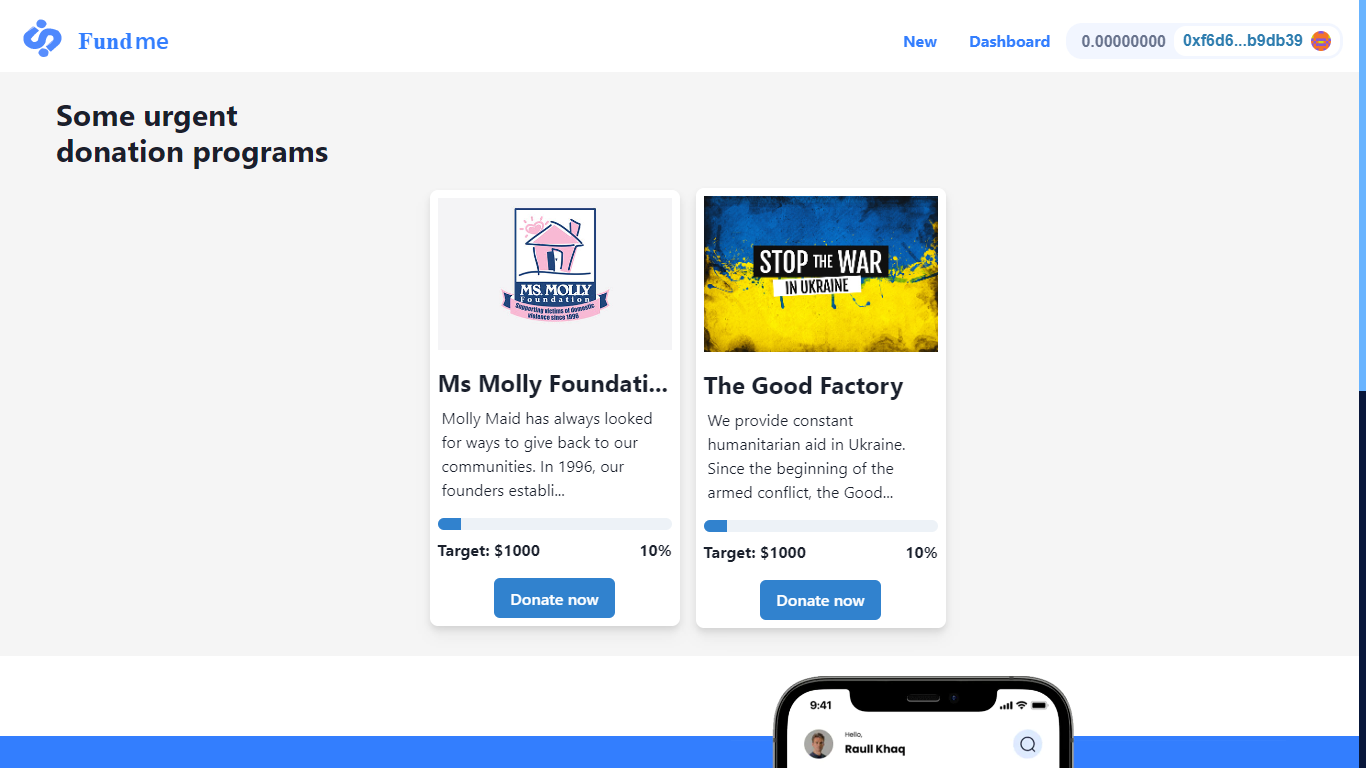 Fundme
New
Dashboard
0.00000000
0xf6d6...b9db39
Some urgent
donation programs
MS. MOLLY
Foundation
Supporting victims of domestic
violence since 1996
STOP THE WAR
IN UKRAINE
Ms Molly Foundati...
The Good Factory
Molly Maid has always looked
for ways to give back to our
communities. In 1996, our
founders establi...
We provide constant
humanitarian aid in Ukraine.
Since the beginning of the
armed conflict, the Good...
Target: $1000
10%
Target: $1000
10%
Donate now
Donate now
9:41
Hello,
Raull Khaq